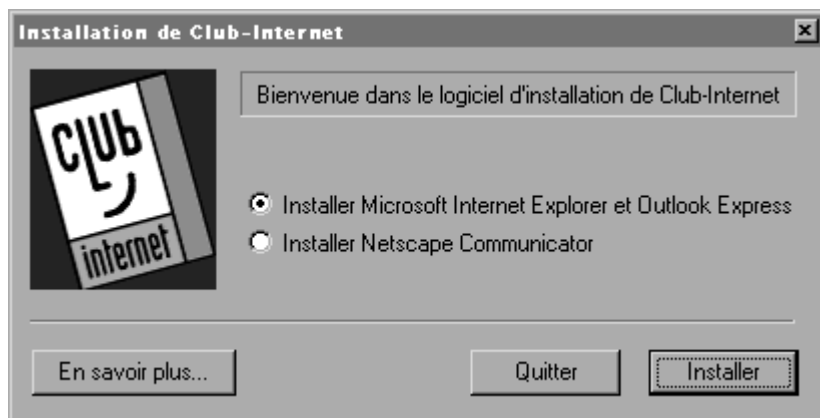 Installation de Club-Internet
Bienvenue dans le logiciel d'installation de Club-Internet
CLUb
internet
Installer Microsoft Internet Explorer et Outlook Express
Installer Netscape Communicator
En savoir plus...
Quitter
Installer